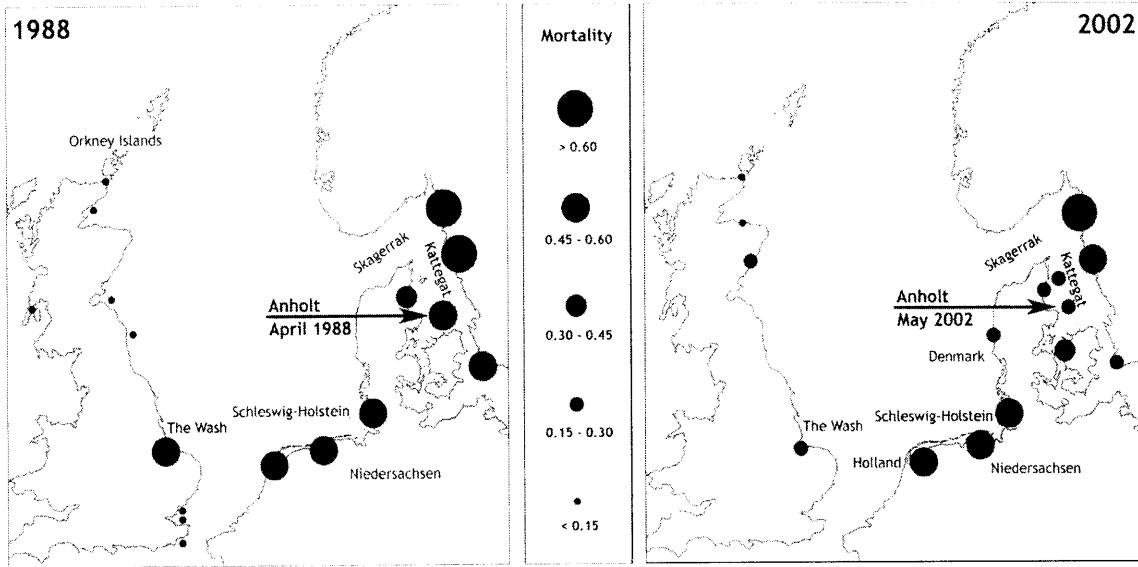 1988
Orkney Islands
Skagerrak
Kattegat
Anholt
April 1988
Schleswig-Holstein
The Wash
Niedersachsen
Mortality
> 0.60
0.45 - 0.60
0.30 - 0.45
0.15 - 0.30
< 0.15
2002
Skagerrak
Kattegat
Anholt
May 2002
Denmark
Schleswig-Holstein
The Wash
Holland
Niedersachsen